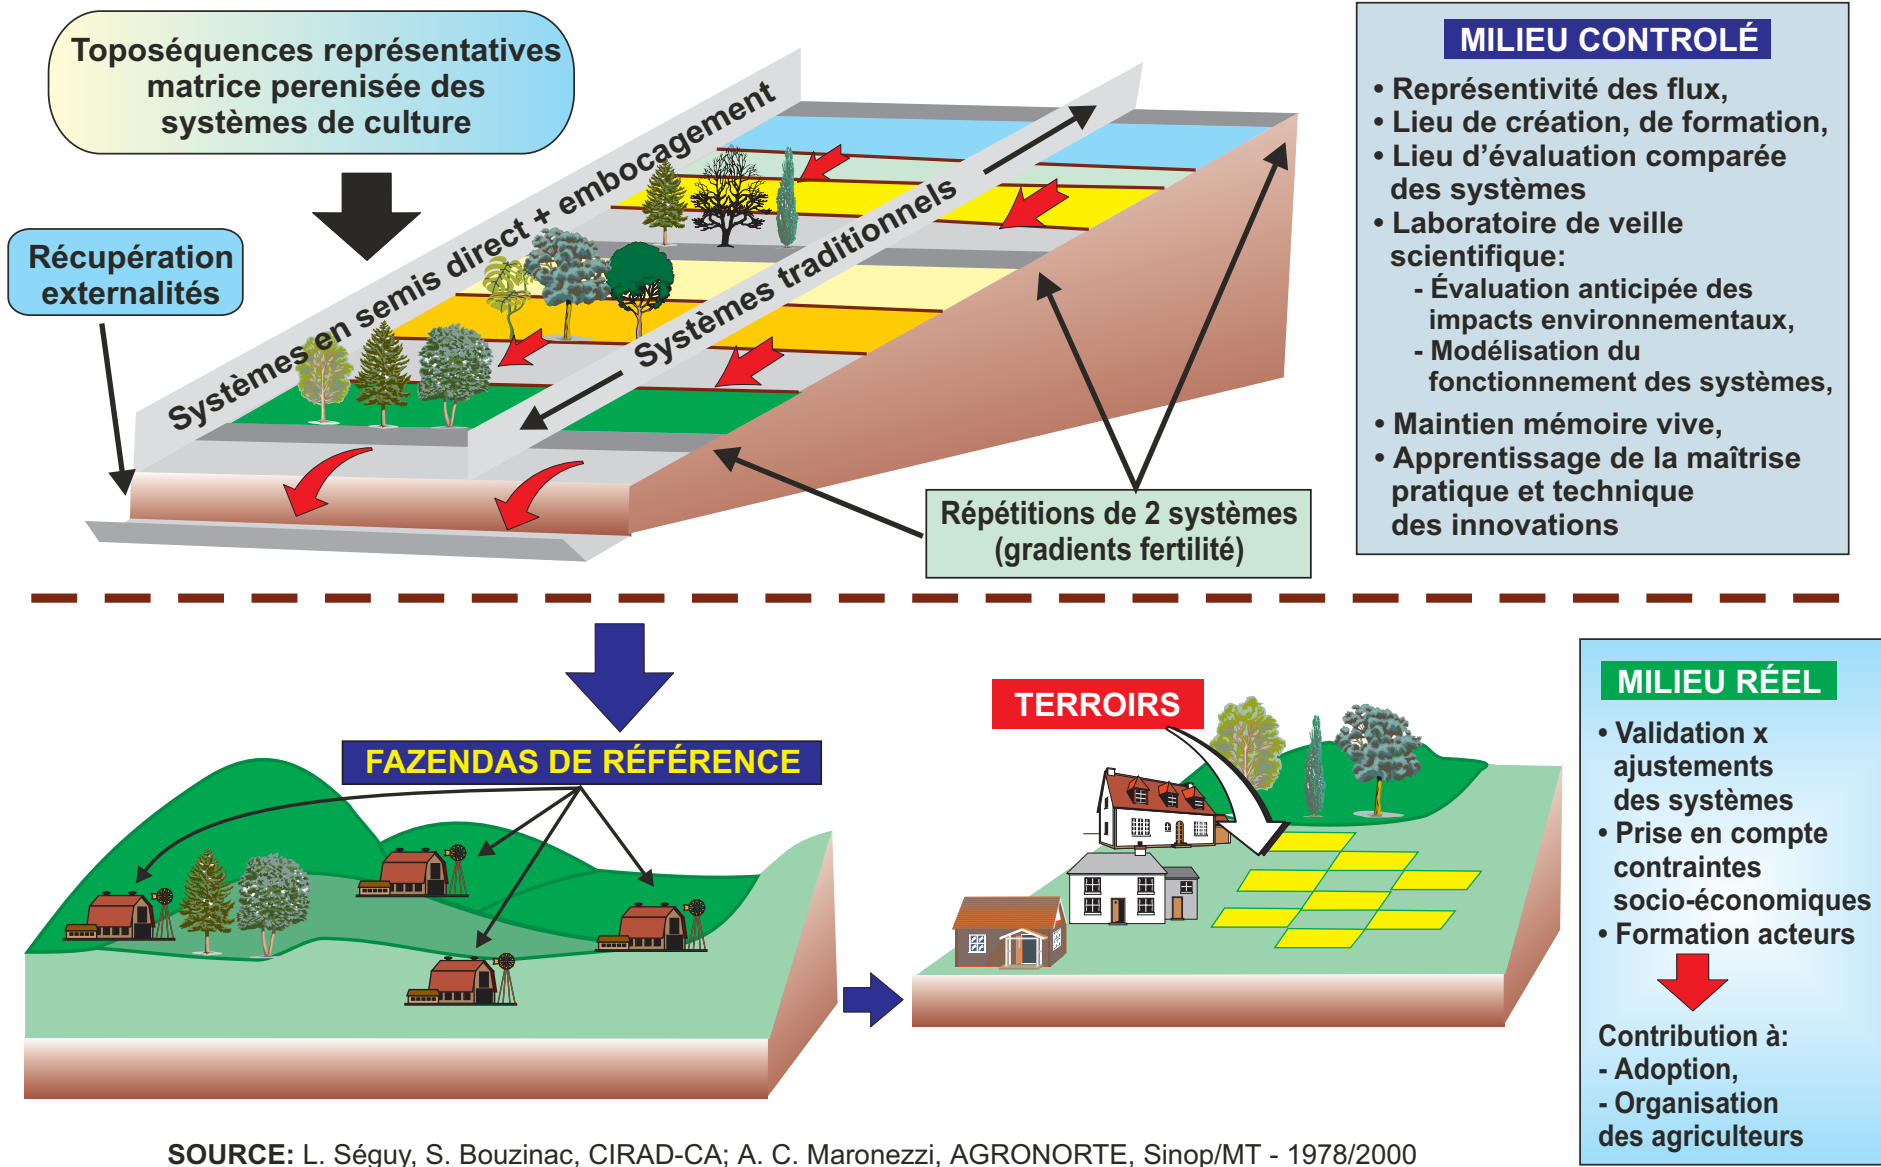 Toposéquences représentatives
matrice perenisée des
systèmes de culture
Récupération
externalités
Systèmes en semis direct + embocagement
Systèmes traditionnels
Répétitions de 2 systèmes
(gradients fertilité)
MILIEU CONTROLÉ
• Représentivité des flux,
• Lieu de création, de formation,
• Lieu d’évaluation comparée
des systèmes
• Laboratoire de veille
scientifique:
- Évaluation anticipée des
impacts environnementaux,
- Modélisation du
fonctionnement des systèmes,
• Maintien mémoire vive,
• Apprentissage de la maîtrise
pratique et technique
des innovations
FAZENDAS DE RÉFÉRENCE
TERROIRS
MILIEU RÉEL
• Validation x
ajustements
des systèmes
• Prise en compte
contraintes
socio-économiques
• Formation acteurs
Contribution à:
- Adoption,
- Organisation
des agriculteurs
SOURCE: L. Séguy, S. Bouzinac, CIRAD-CA; A. C. Maronezzi, AGRONORTE, Sinop/MT - 1978/2000